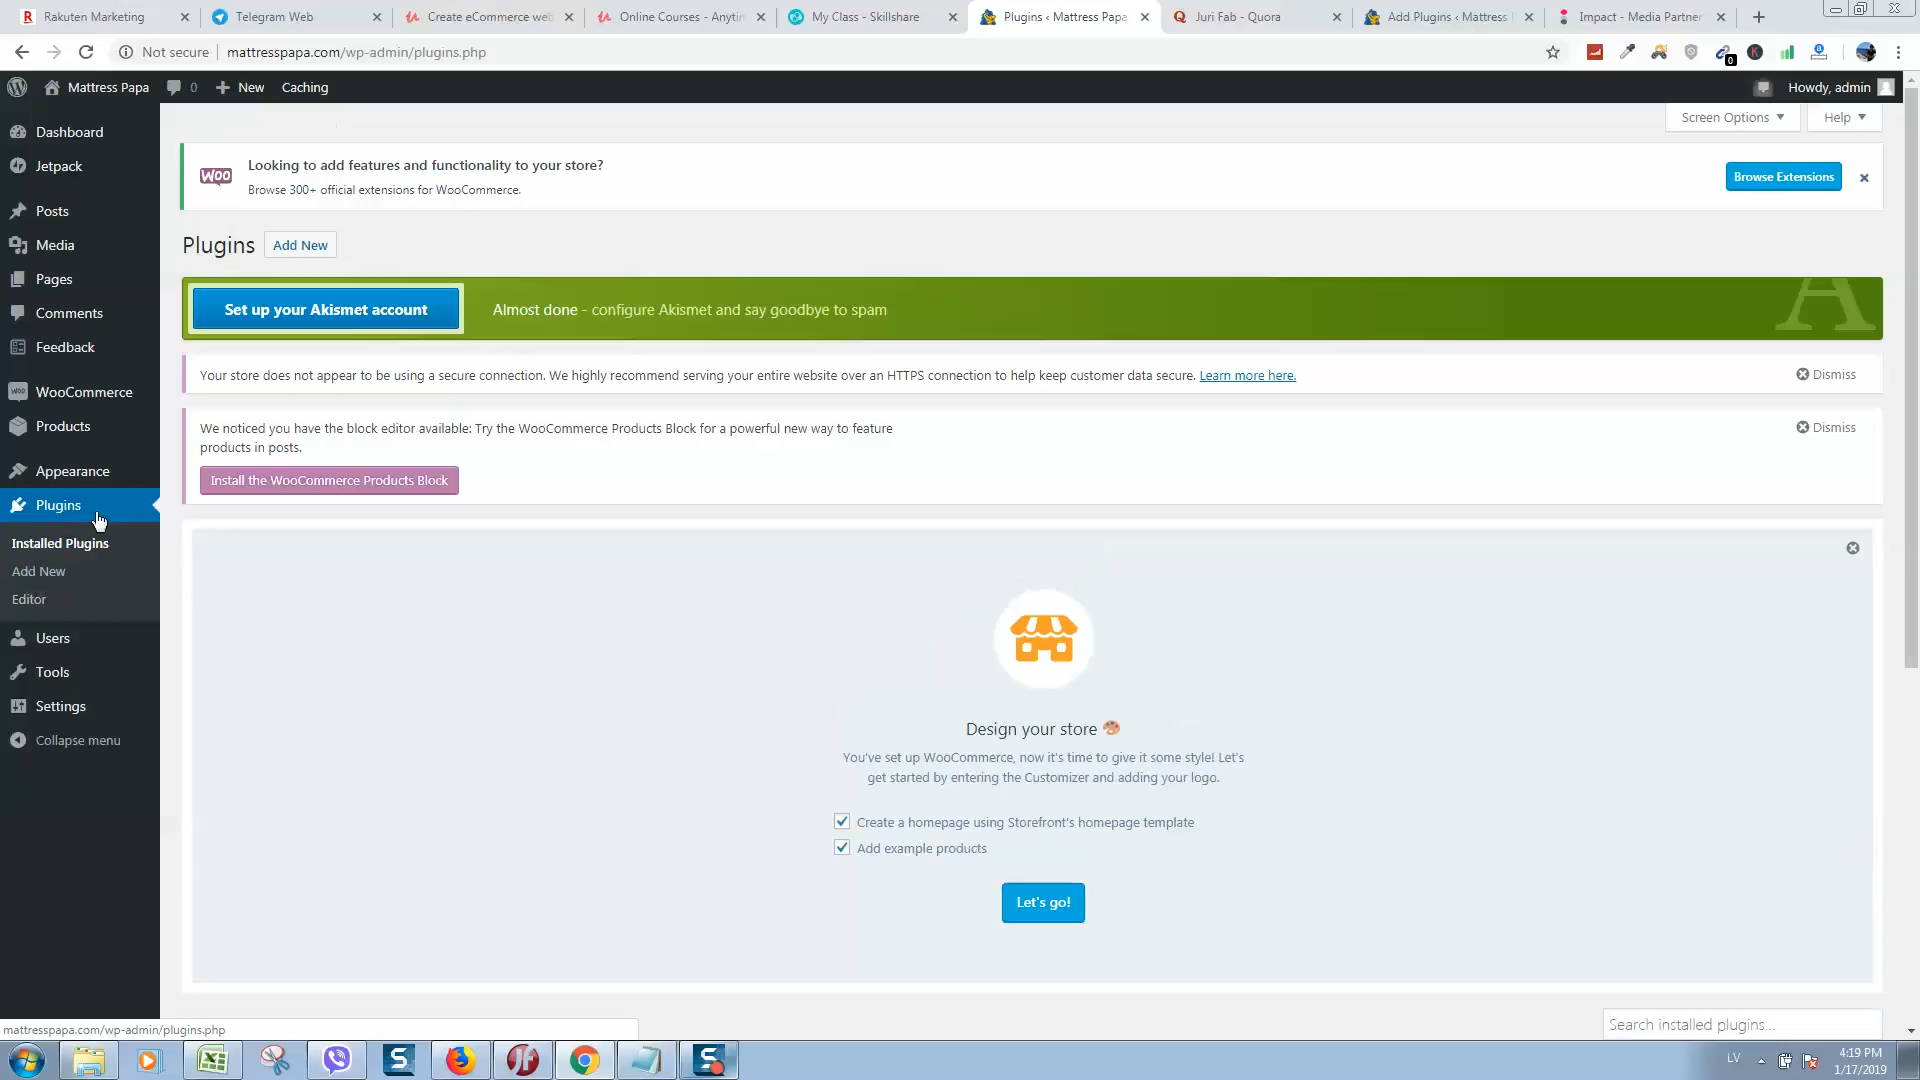 Rakuten Marketing
Telegram Web
Create eCommerce web
Online Courses - Anytim
My Class - Skillshare
Plugins ‹ Mattress Papa
Juri Fab - Quora
Add Plugins ‹ Mattress
Impact - Media Partner
Not secure
mattresspapa.com/wp-admin/plugins.php
0
Mattress Papa
0
New
Caching
Howdy, admin
Dashboard
Jetpack
Posts
Media
Pages
Comments
Feedback
WooCommerce
Products
Appearance
Plugins
Installed Plugins
Add New
Editor
Users
Tools
Settings
Collapse menu
Screen Options
Help
Woo
Looking to add features and functionality to your store?
Browse 300+ official extensions for WooCommerce.
Browse Extensions
Plugins
Add New
Set up your Akismet account
Almost done - configure Akismet and say goodbye to spam
A
Your store does not appear to be using a secure connection. We highly recommend serving your entire website over an HTTPS connection to help keep customer data secure. Learn more here.
Dismiss
We noticed you have the block editor available: Try the WooCommerce Products Block for a powerful new way to feature
products in posts.
Dismiss
Install the WooCommerce Products Block
Design your store
You've set up WooCommerce, now it's time to give it some style! Let's
get started by entering the Customizer and adding your logo.
Create a homepage using Storefront's homepage template
Add example products
Let's go!
Search installed plugins...
mattresspapa.com/wp-admin/plugins.php
LV
4:19 PM
1/17/2019